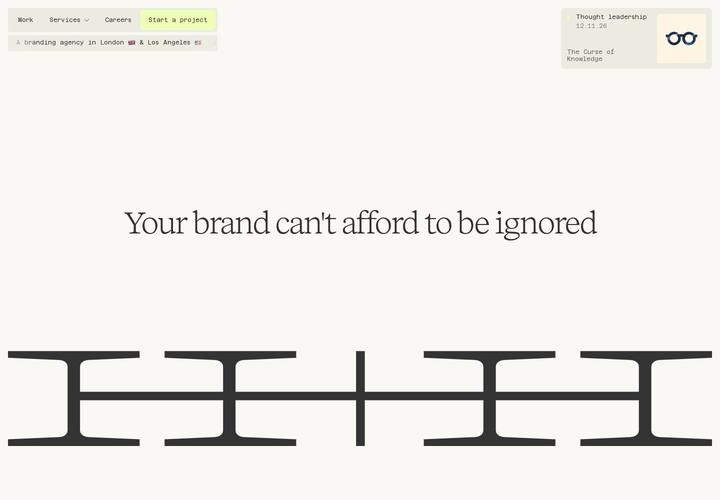 Work Services Careers Start a project
A branding agency in London 🇬🇧 & Los Angeles 🇺🇸
Thought leadership
12.11.26
The Curse of
Knowledge
Your brand can't afford to be ignored
H+H